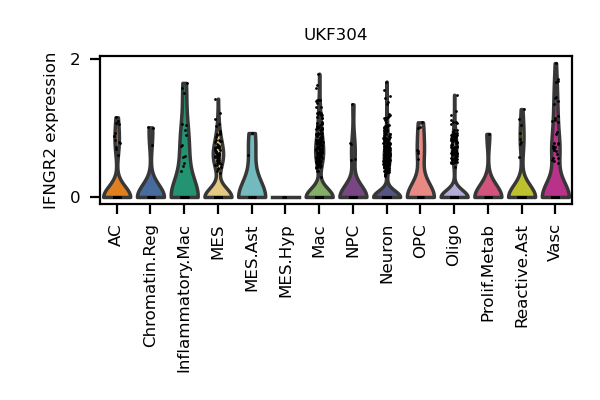 UKF304
IFNGR2 expression
2
0
AC
Chromatin.Reg
Inflammatory.Mac
MES
MES.Ast
MES.Hyp
Mac
NPC
Neuron
OPC
Oligo
Prolif.Metab
Reactive.Ast
Vasc